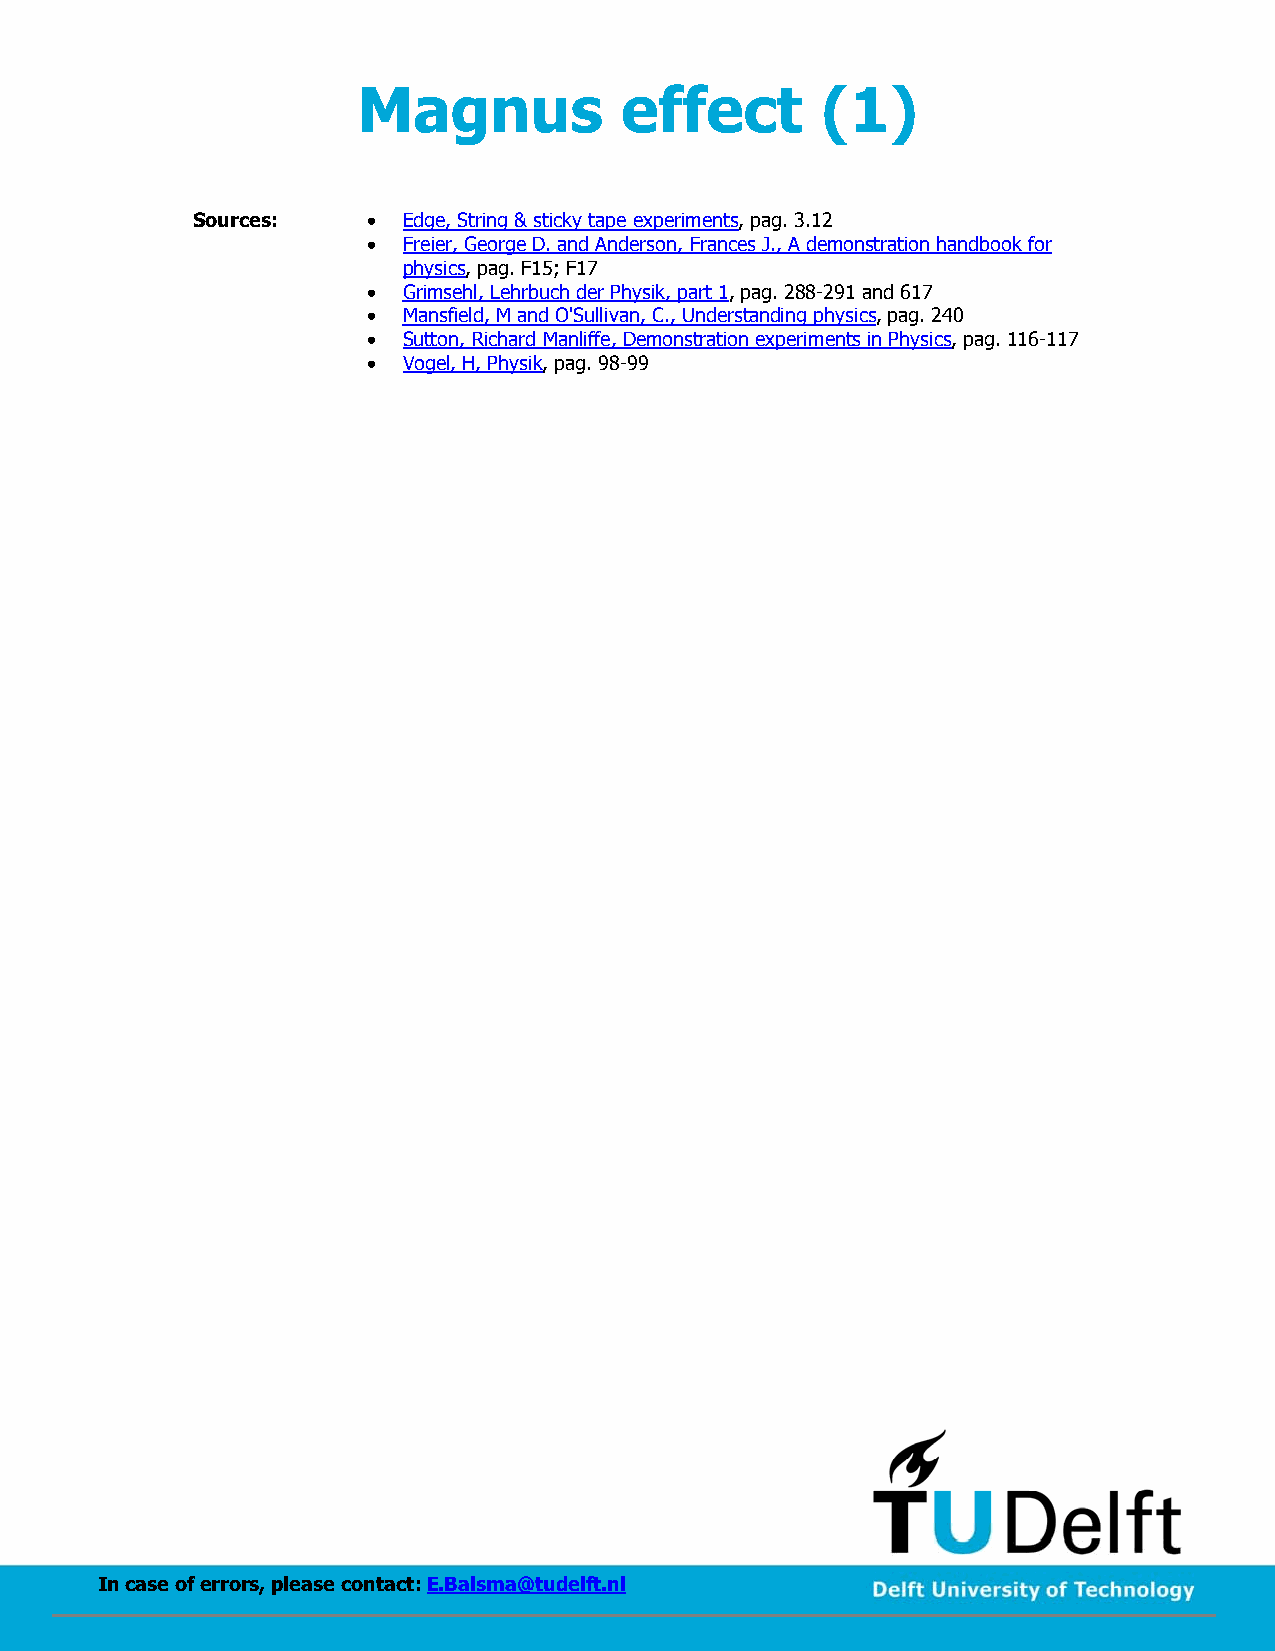 Magnus effect (1)
Sources:
• Edge, String & sticky tape experiments, pag. 3.12
• Freier, George D. and Anderson, Frances J., A demonstration handbook for
physics, pag. F15; F17
• Grimsehl, Lehrbuch der Physik, part 1, pag. 288-291 and 617
• Mansfield, M and O'Sullivan, C., Understanding physics, pag. 240
• Sutton, Richard Manliffe, Demonstration experiments in Physics, pag. 116-117
• Vogel, H, Physik, pag. 98-99
TUDelft
In case of errors, please contact: E.Balsma@tudelft.nl
Delft University of Technology